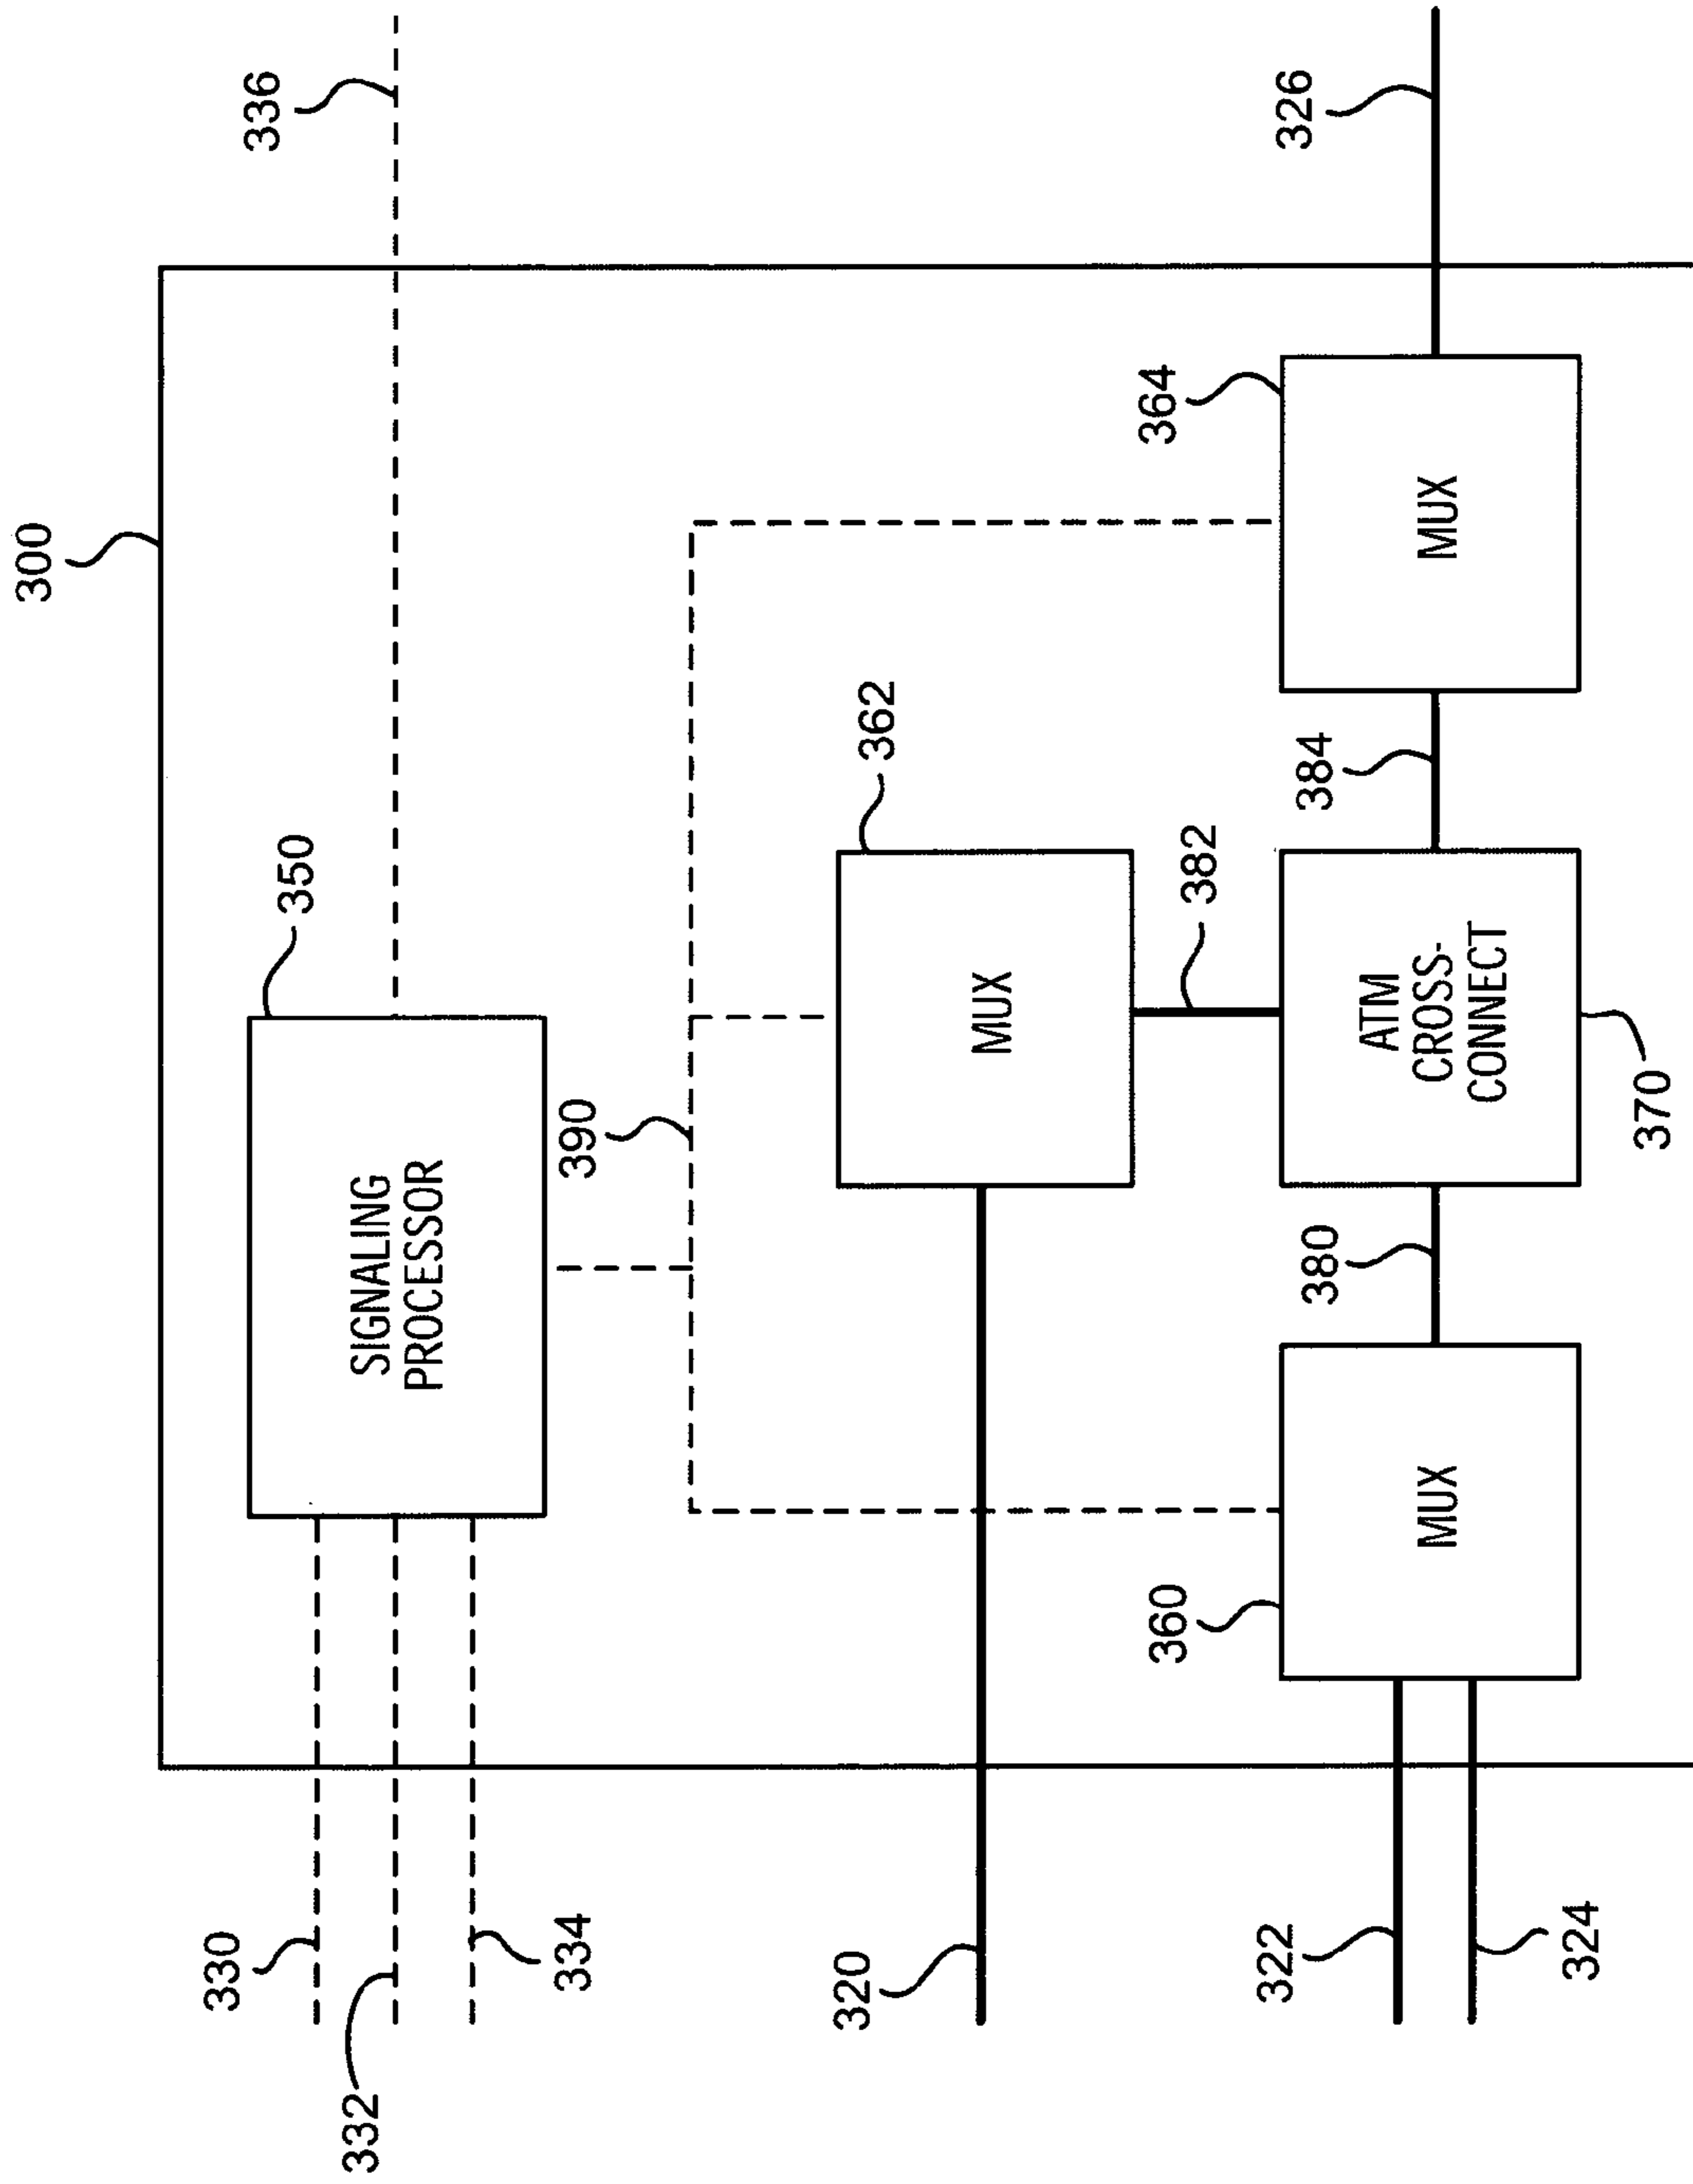 300
336
350
SIGNALING
PROCESSOR
330
332
334
390
362
MUX
320
382
364
MUX
326
384
ATM
CROSS-
CONNECT
370
380
360
MUX
322
324